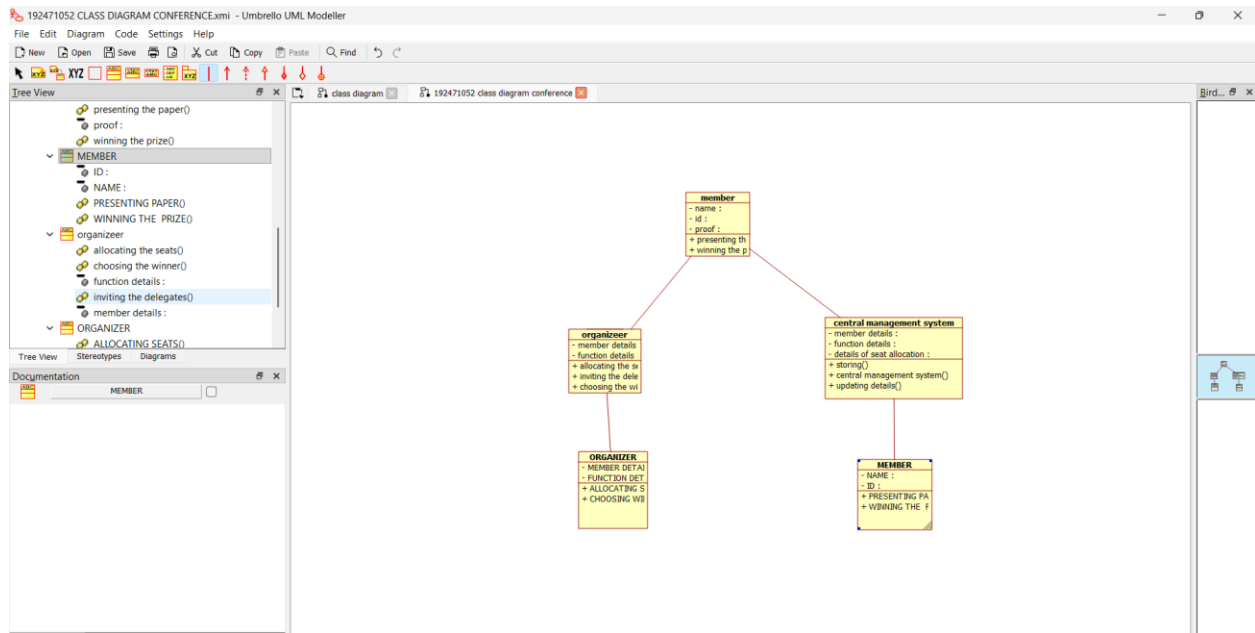 192471052 CLASS DIAGRAM CONFERENCE.xmi - Umbrello UML Modeller
File Edit Diagram Code Settings Help
New Open Save Cut Copy Paste Find
XYZ
Tree View
class diagram 192471052 class diagram conference
Bird...
presenting the paper()
proof :
winning the prize()
MEMBER
ID :
NAME :
PRESENTING PAPER()
WINNING THE PRIZE()
organizeer
allocating the seats()
choosing the winner()
function details :
inviting the delegates()
member details :
ORGANIZER
ALLOCATING SEATS()
Tree View Stereotypes Diagrams
Documentation
MEMBER
member
- name :
- id :
- proof :
+ presenting th
+ winning the p
organizeer
- member details
- function details
+ allocating the se
+ inviting the dele
+ choosing the wi
central management system
- member details :
- function details :
- details of seat allocation :
+ storing()
+ central management system()
+ updating details()
ORGANIZER
- MEMBER DETAI
- FUNCTION DET
+ ALLOCATING S
+ CHOOSING WI
MEMBER
- NAME :
- ID :
+ PRESENTING PA
+ WINNING THE